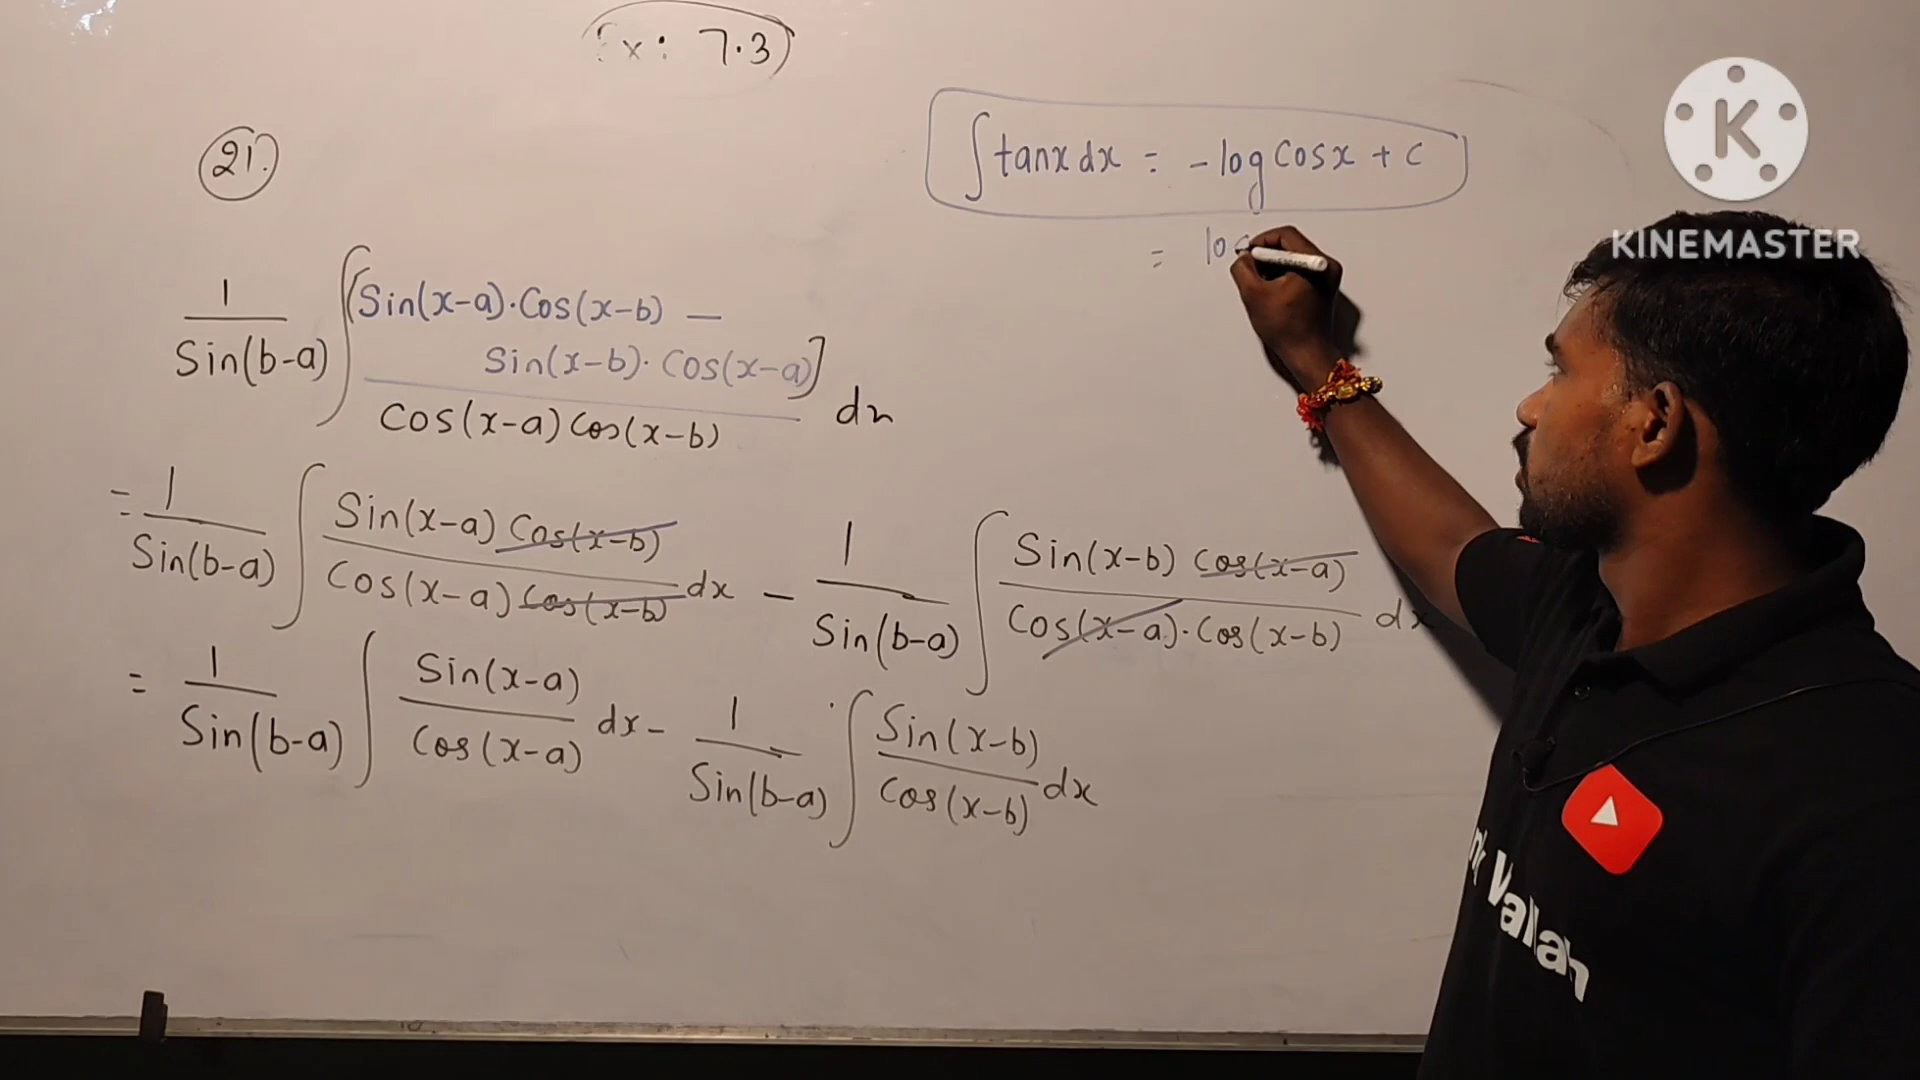 x: 7.3
21.
∫ tanx dx = - log cosx + c
= lo
1/Sin(b-a) ∫ [Sin(x-a)·Cos(x-b) –
Sin(x-b)·Cos(x-a)]
Cos(x-a) Cos(x-b) dx
= 1/Sin(b-a) ∫ Sin(x-a) Cos(x-b)/Cos(x-a) Cos(x-b) dx – 1/Sin(b-a) ∫ Sin(x-b) Cos(x-a)/Cos(x-a)·Cos(x-b) dx
= 1/Sin(b-a) ∫ Sin(x-a)/Cos(x-a) dx – 1/Sin(b-a) ∫ Sin(x-b)/Cos(x-b) dx
K
KINEMASTER
Vallah